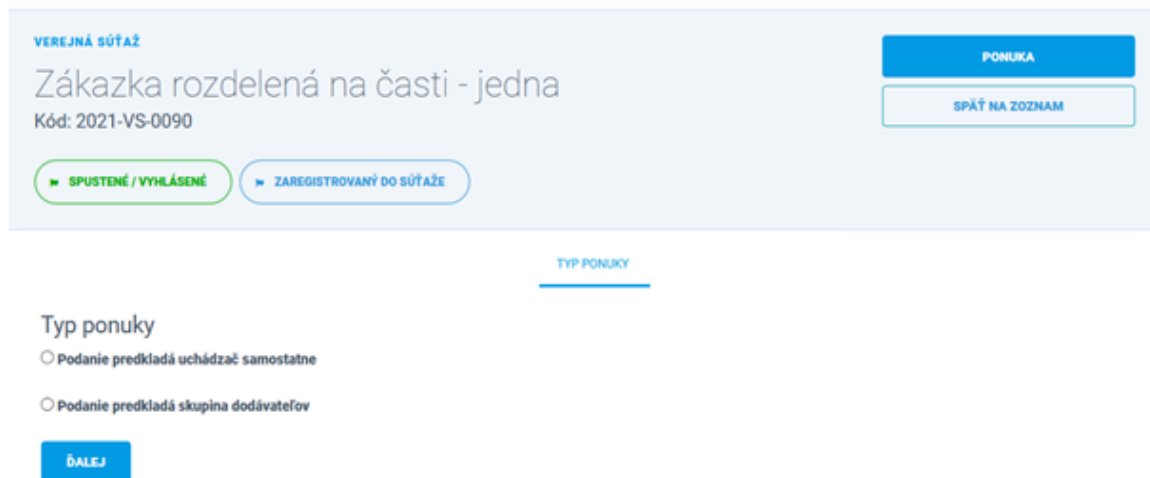 VEREJNÁ SÚŤAŽ
Zákazka rozdelená na časti - jedna
Kód: 2021-VS-0090
PONUKA
SPÄŤ NA ZOZNAM
SPUSTENÉ / VYHLÁSENÉ
ZAREGISTROVANÝ DO SÚŤAŽE
TYP PONUKY
Typ ponuky
Podanie predkladá uchádzač samostatne
Podanie predkladá skupina dodávateľov
ĎALEJ